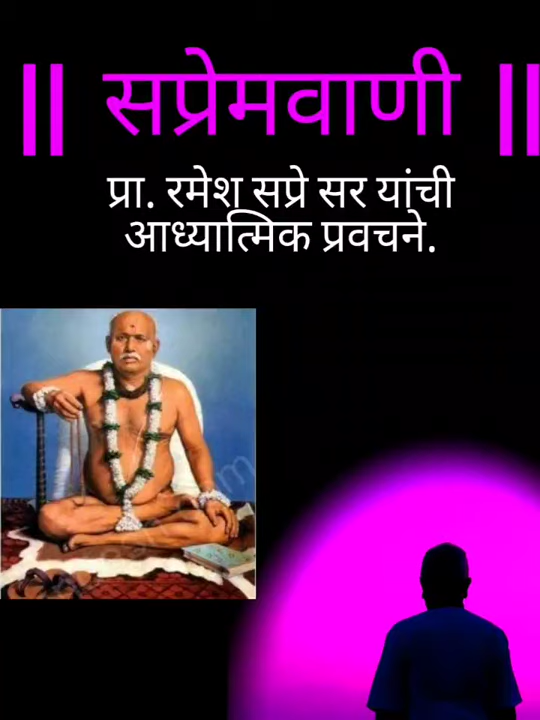 || सप्रेमवाणी ||
प्रा. रमेश सप्रे सर यांची
आध्यात्मिक प्रवचने.